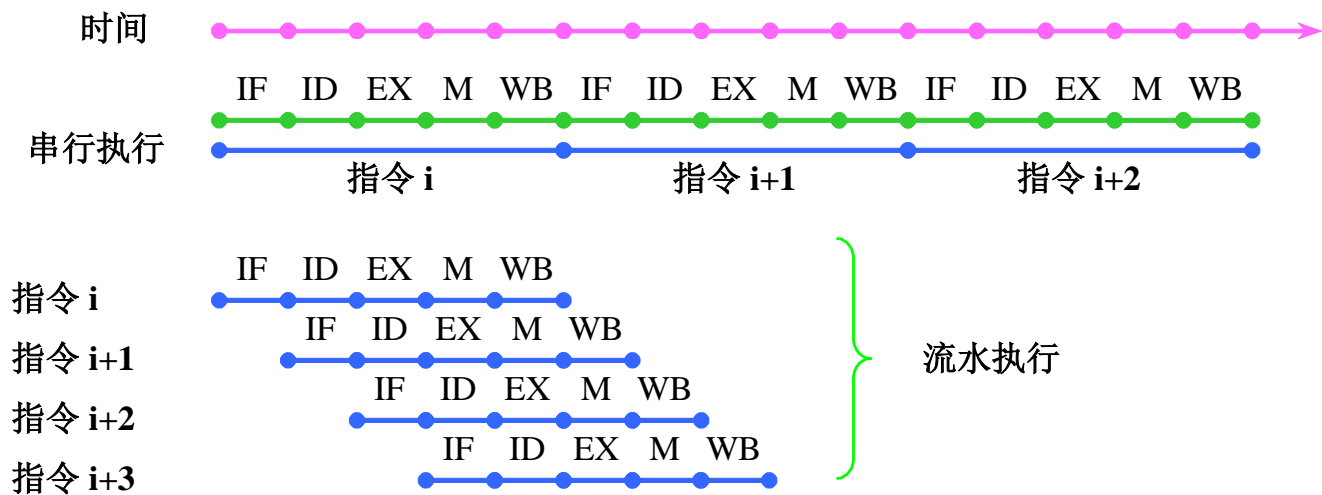 时间
IF ID EX M WB IF ID EX M WB IF ID EX M WB
串行执行
指令 i 指令 i+1 指令 i+2
IF ID EX M WB
指令 i
IF ID EX M WB
指令 i+1
流水执行
IF ID EX M WB
指令 i+2
IF ID EX M WB
指令 i+3